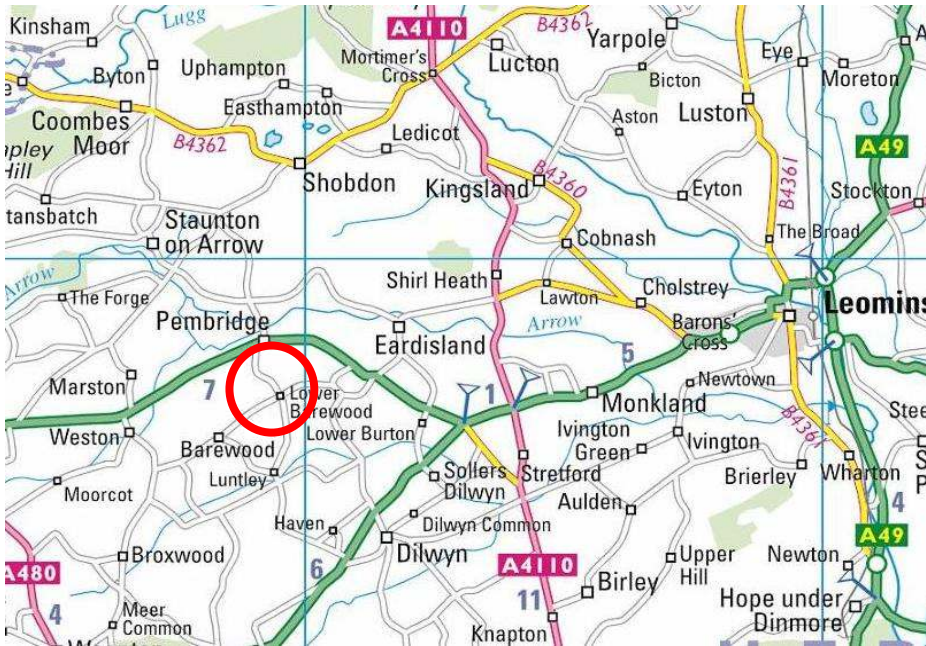 Kinsham
Lugg
A4110
B4362
Yarpole
Eye
Byton
Uphampton
Mortimer's
Cross
Lucton
Bicton
Moreton
Coombes
Moor
Easthampton
Aston
Luston
B4362
Ledicot
A49
Hill
Shobdon
Kingsland
B4360
Eyton
B4361
Stockton
Staunton
on Arrow
Cobnash
The Broad
Arrow
The Forge
Shirl Heath
Lawton
Cholstrey
Pembridge
Arrow
Barons'
Cross
Eardisland
5
Marston
7
Lower
Barewood
1
Newtown
Monkland
Weston
Barewood
Lower Burton
Ivington
Green
Ivington
B4361
Luntley
Sollers
Dilwyn
Stretford
Brierley
Wharton
Moorcot
Aulden
4
Haven
Dilwyn Common
Broxwood
Dilwyn
A4110
Upper
Hill
Newton
A49
A480
6
Birley
4
Meer
Common
11
Hope under
Dinmore
Knapton